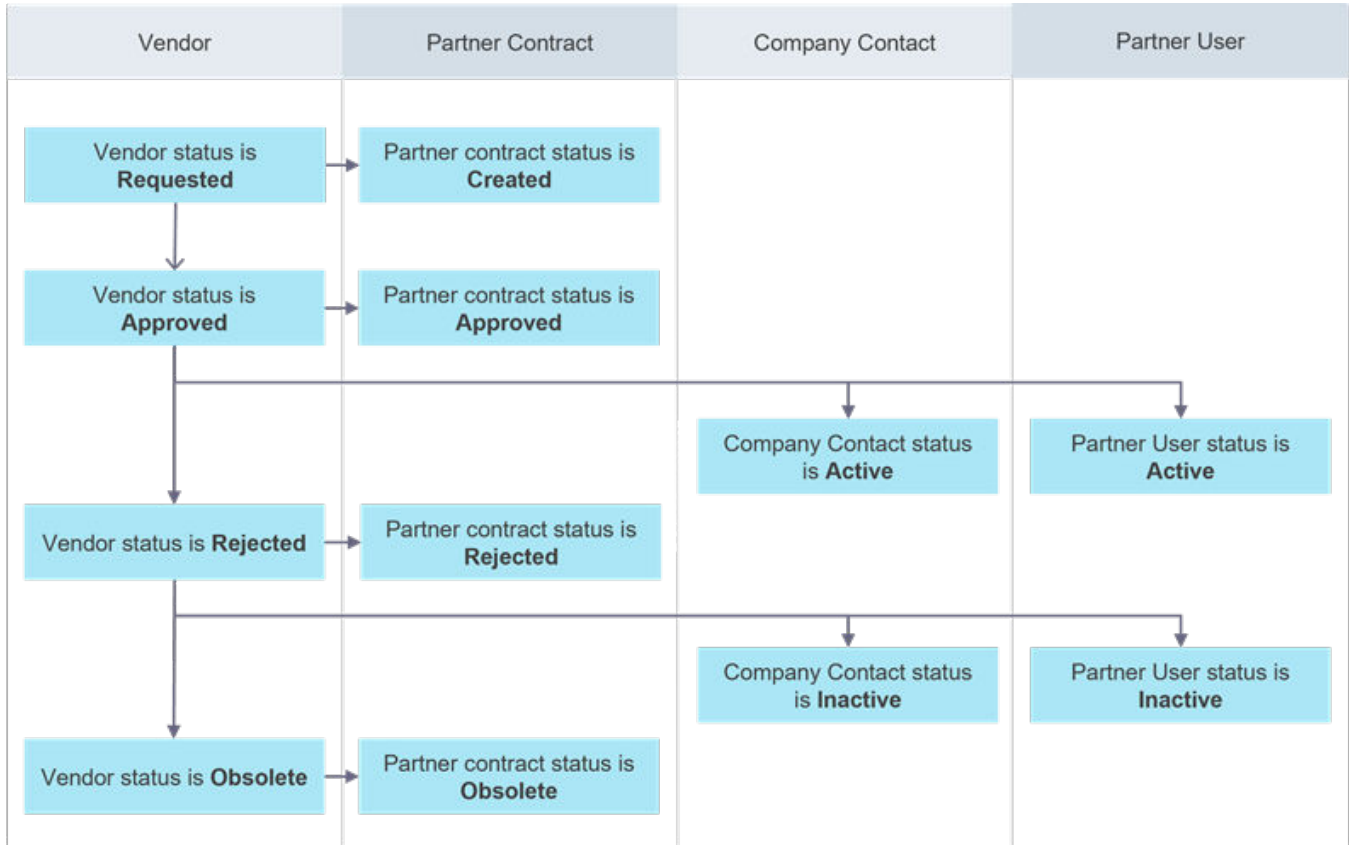 Vendor
Partner Contract
Company Contact
Partner User
Vendor status is
Requested
Partner contract status is
Created
Vendor status is
Approved
Partner contract status is
Approved
Company Contact status
is Active
Partner User status is
Active
Vendor status is Rejected
Partner contract status is
Rejected
Company Contact status
is Inactive
Partner User status is
Inactive
Vendor status is Obsolete
Partner contract status is
Obsolete